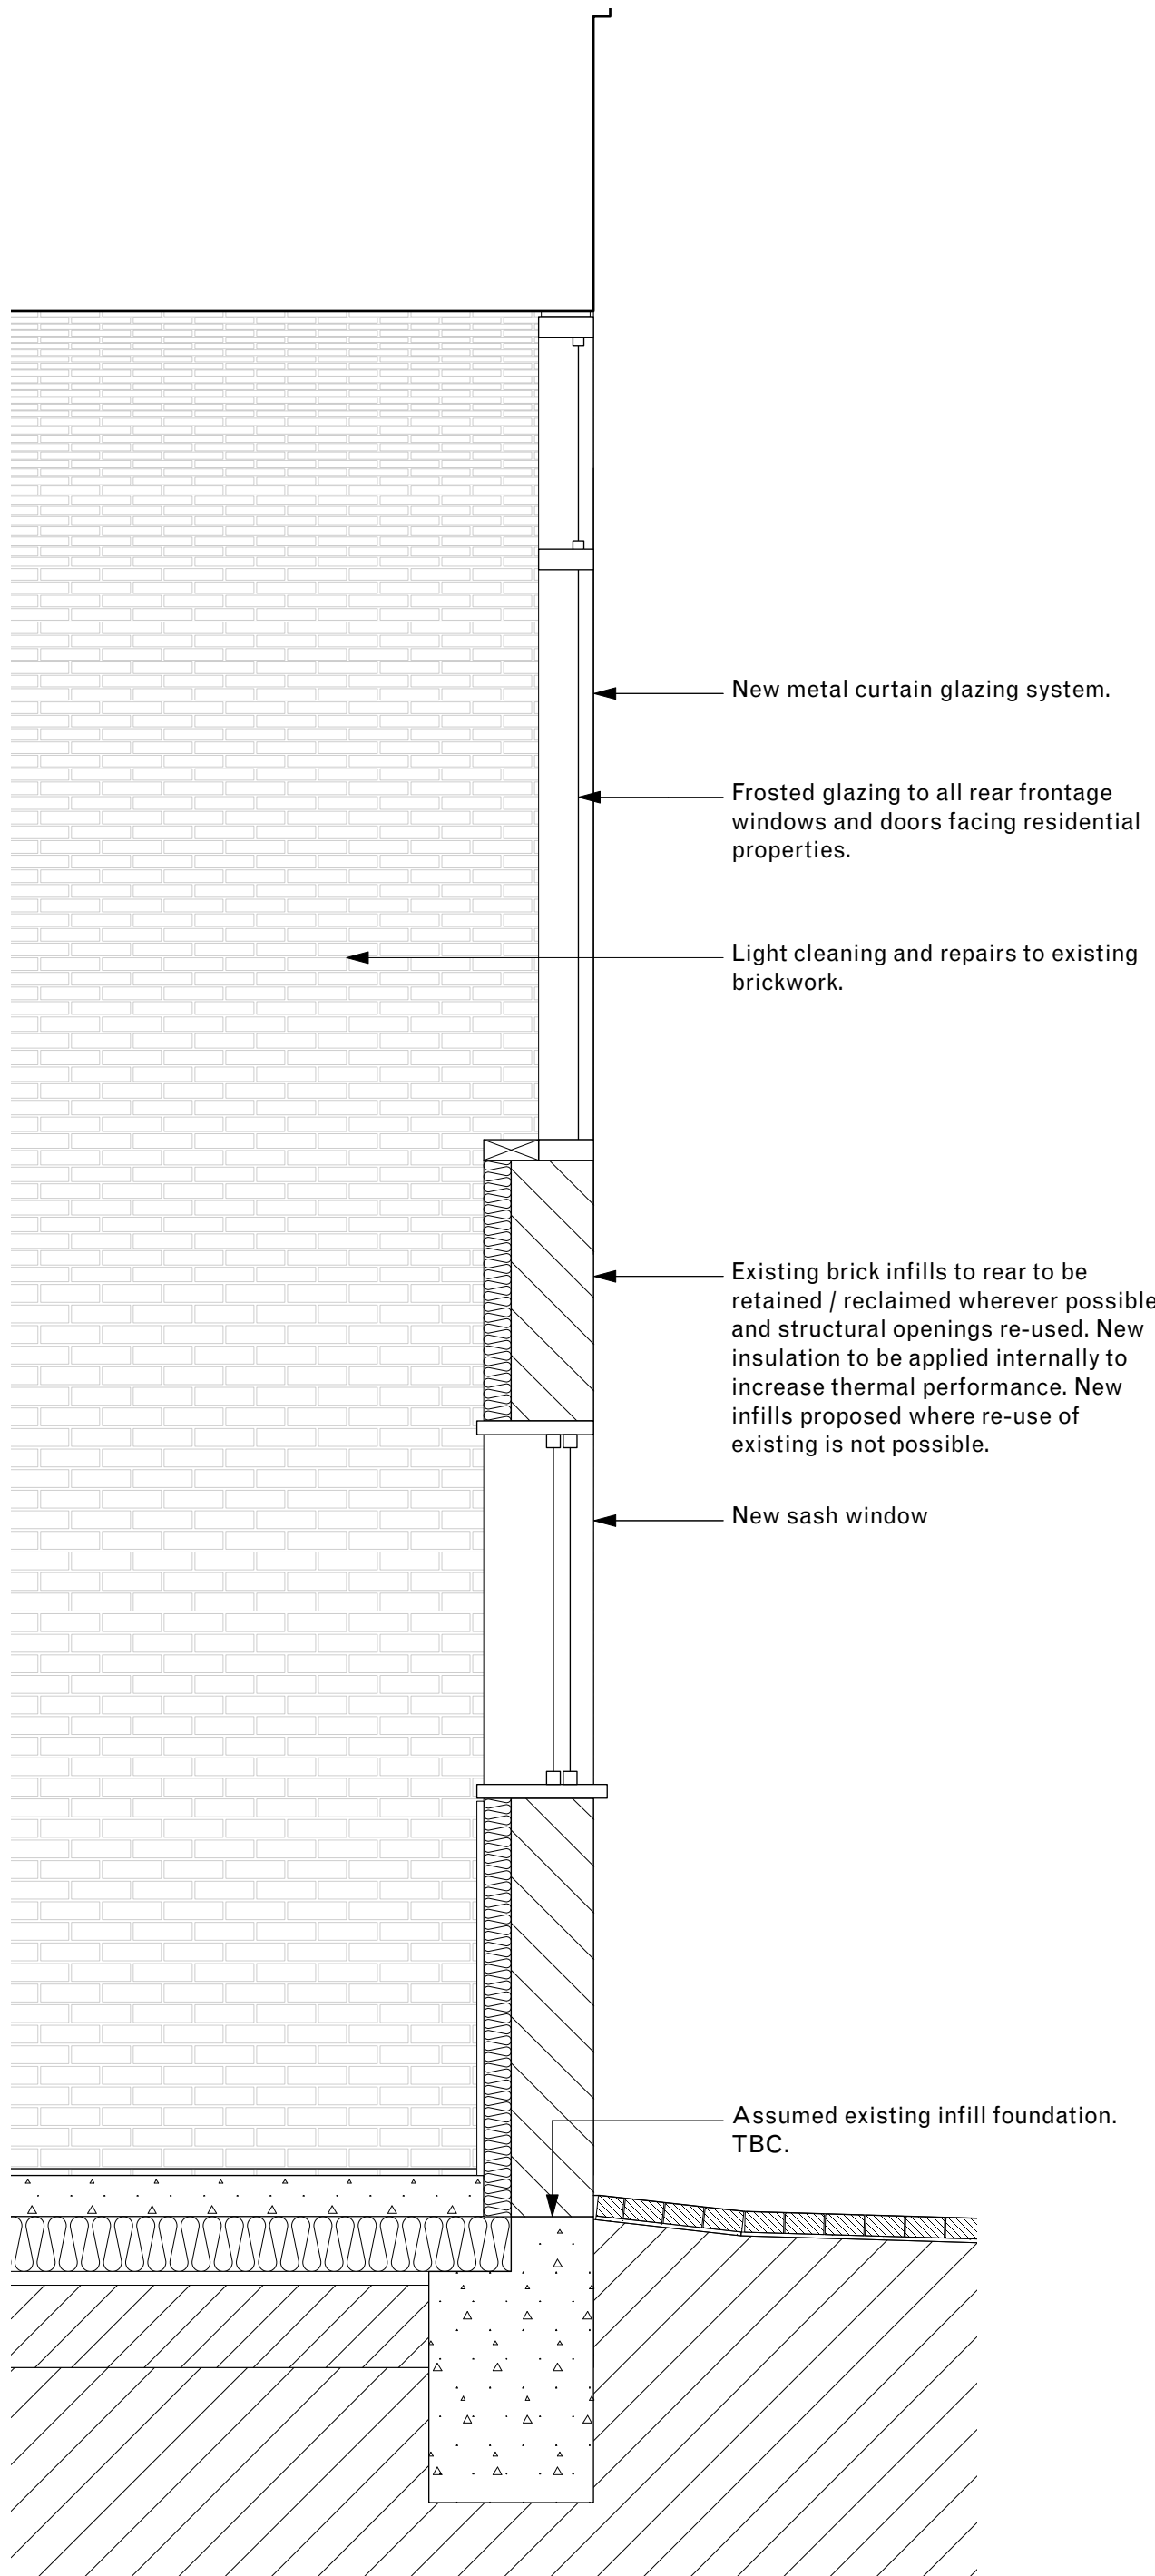 New metal curtain glazing system.
Frosted glazing to all rear frontage
windows and doors facing residential
properties.
Light cleaning and repairs to existing
brickwork.
Existing brick infills to rear to be
retained / reclaimed wherever possible
and structural openings re-used. New
insulation to be applied internally to
increase thermal performance. New
infills proposed where re-use of
existing is not possible.
New sash window
Assumed existing infill foundation.
TBC.